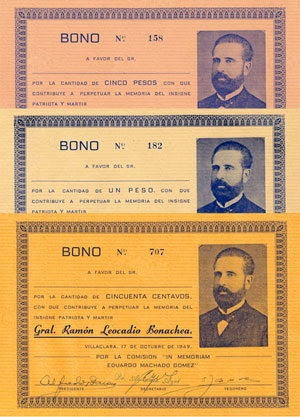 BONO Nº 158
A FAVOR DEL SR.
POR LA CANTIDAD DE CINCO PESOS CON QUE
CONTRIBUYE A PERPETUAR LA MEMORIA DEL INSIGNE
PATRIOTA Y MARTIR
BONO Nº 182
A FAVOR DEL SR.
POR LA CANTIDAD DE UN PESO, CON QUE
CONTRIBUYE A PERPETUAR LA MEMORIA DEL INSIGNE
PATRIOTA Y MARTIR
BONO Nº 707
A FAVOR DEL SR.
POR LA CANTIDAD DE CINCUENTA CENTAVOS,
CON QUE CONTRIBUYE A PERPETUAR LA MEMORIA DEL
INSIGNE PATRIOTA Y MARTIR
Gral. Ramón Leocadio Bonachea.
VILLACLARA, 17 DE OCTUBRE DE 1949.
POR LA COMISION "IN MEMORIAM
EDUARDO MACHADO GOMEZ"
PRESIDENTE SECRETARIO TESORERO